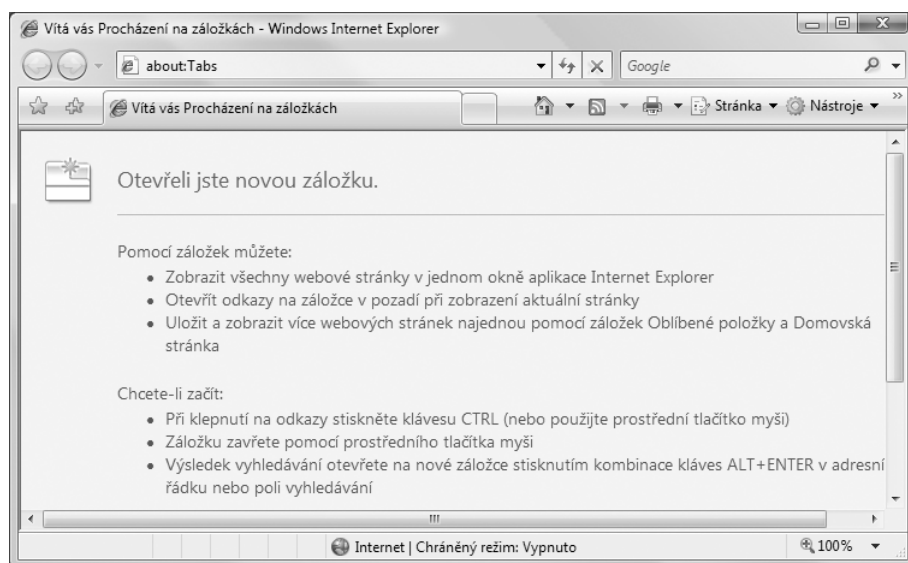 Vítá vás Procházení na záložkách - Windows Internet Explorer
about:Tabs
Google
Vítá vás Procházení na záložkách
Stránka
Nástroje
Otevřeli jste novou záložku.
Pomocí záložek můžete:
• Zobrazit všechny webové stránky v jednom okně aplikace Internet Explorer
• Otevřít odkazy na záložce v pozadí při zobrazení aktuální stránky
• Uložit a zobrazit více webových stránek najednou pomocí záložek Oblíbené položky a Domovská
stránka
Chcete-li začít:
• Při klepnutí na odkazy stiskněte klávesu CTRL (nebo použijte prostřední tlačítko myši)
• Záložku zavřete pomocí prostředního tlačítka myši
• Výsledek vyhledávání otevřete na nové záložce stisknutím kombinace kláves ALT+ENTER v adresní
řádku nebo poli vyhledávání
Internet | Chráněný režim: Vypnuto
100%